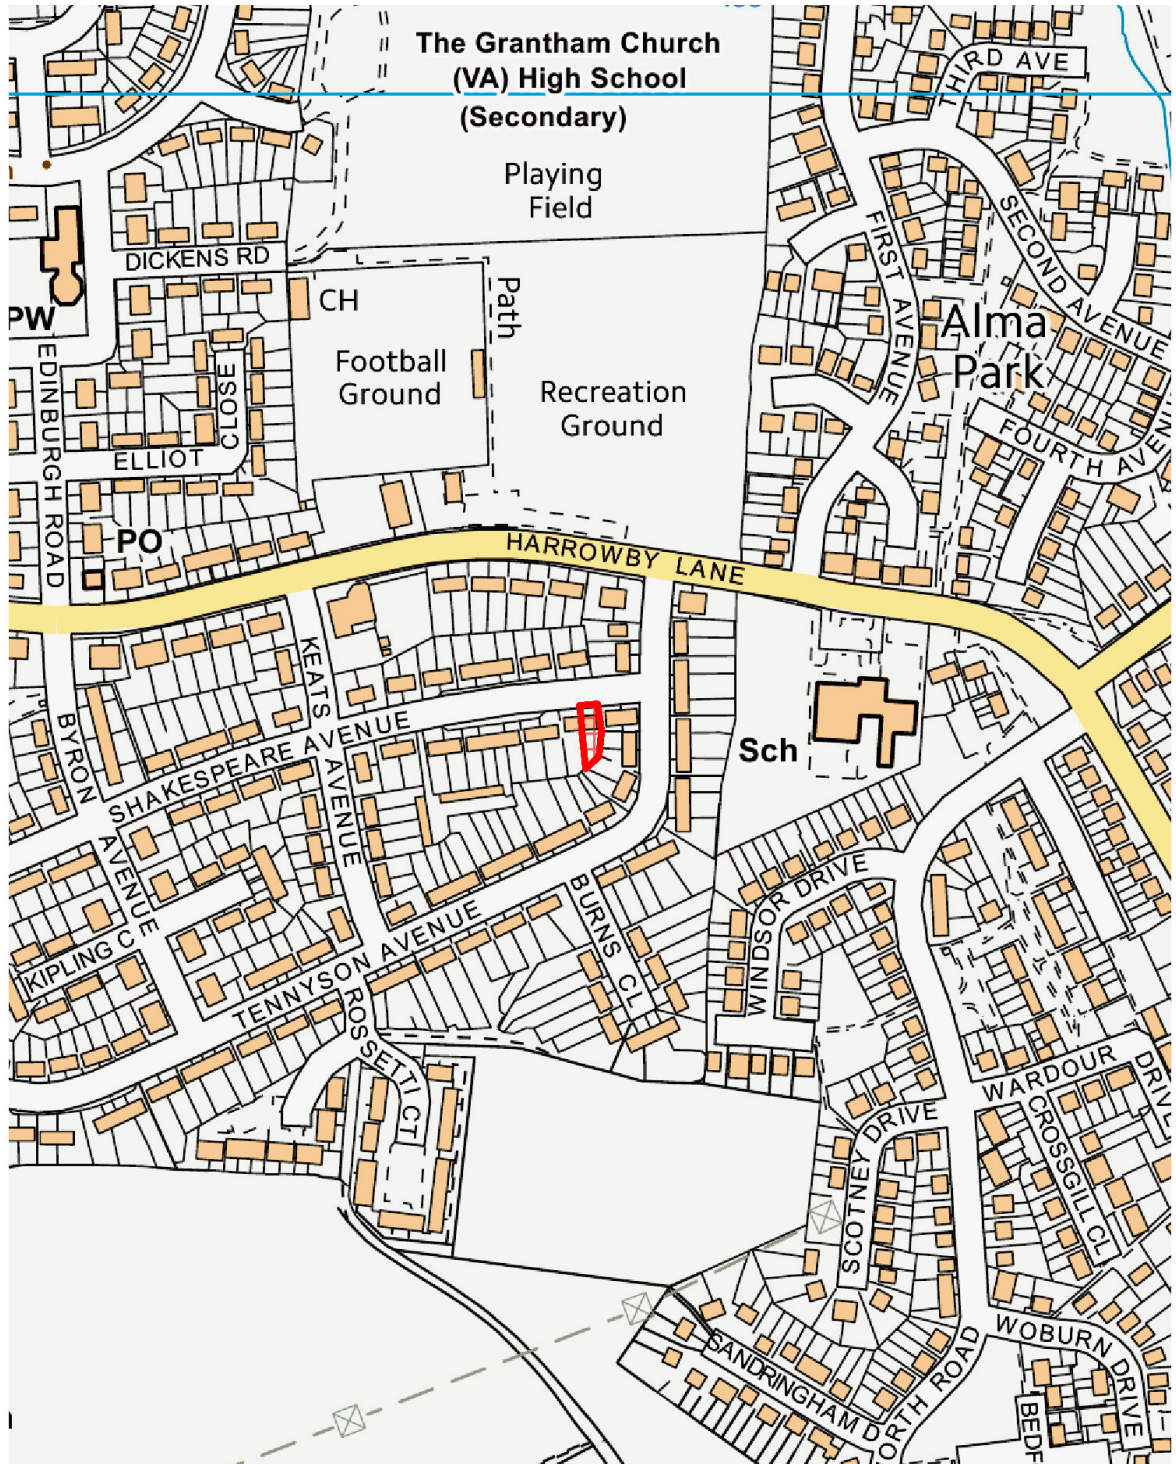 The Grantham Church
(VA) High School
(Secondary)
THIRD AVE
Playing
Field
SECOND AVENUE
FIRST AVENUE
DICKENS RD
CH
Path
PW
Alma
Park
Football
Ground
Recreation
Ground
EDINBURGH ROAD
CLOSE
ELLIOT
FOURTH AVEN
PO
HARROWBY LANE
KEATS AVENUE
BYRON AVENUE
SHAKESPEARE AVENUE
Sch
WINDSOR DRIVE
BURNS CL
KIPLING C
TENNYSON AVENUE
ROSSETTI CT
WARDOUR DRIVE
SCOTNEY DRIVE
CROSSGILL CL
WOBURN DRIVE
SANDRINGHAM D
ORTH ROAD
BEDF